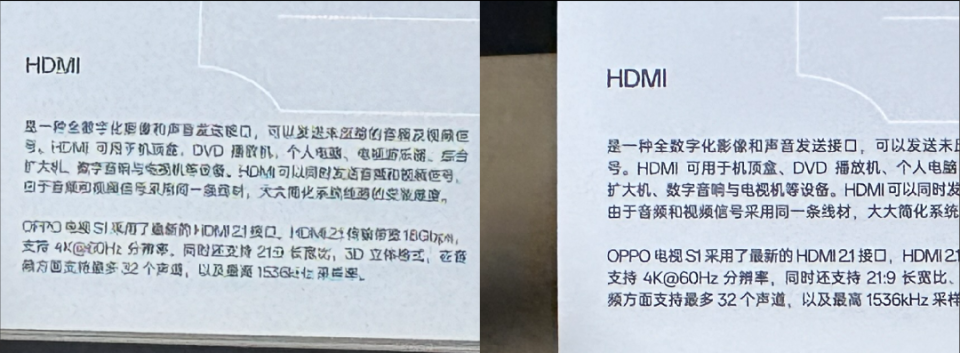 HDMI
是一种全数字化影像和声音发送接口，可以发送未压缩的音频及视频信
号。HDMI 可用于机顶盒、DVD 播放机、个人电脑、电视游乐器、综合
扩大机、数字音响与电视机等设备。HDMI 可以同时发送音频和视频信号，
由于音频和视频信号采用同一条线材，大大简化系统线路的安装难度。
OPPO 电视 S1 采用了最新的 HDMI 2.1 接口，HDMI 2.1 传输带宽 18Gbps，
支持 4K@60Hz 分辨率，同时还支持 21:9 长宽比，3D 立体格式，在音
频方面支持最多 32 个声道，以及最高 1536kHz 采样率。
HDMI
是一种全数字化影像和声音发送接口，可以发送未
号。HDMI 可用于机顶盒、DVD 播放机、个人电脑
扩大机、数字音响与电视机等设备。HDMI 可以同时发
由于音频和视频信号采用同一条线材，大大简化系统
OPPO 电视 S1 采用了最新的 HDMI 2.1 接口，HDMI 2.1
支持 4K@60Hz 分辨率，同时还支持 21:9 长宽比、
频方面支持最多 32 个声道，以及最高 1536kHz 采样